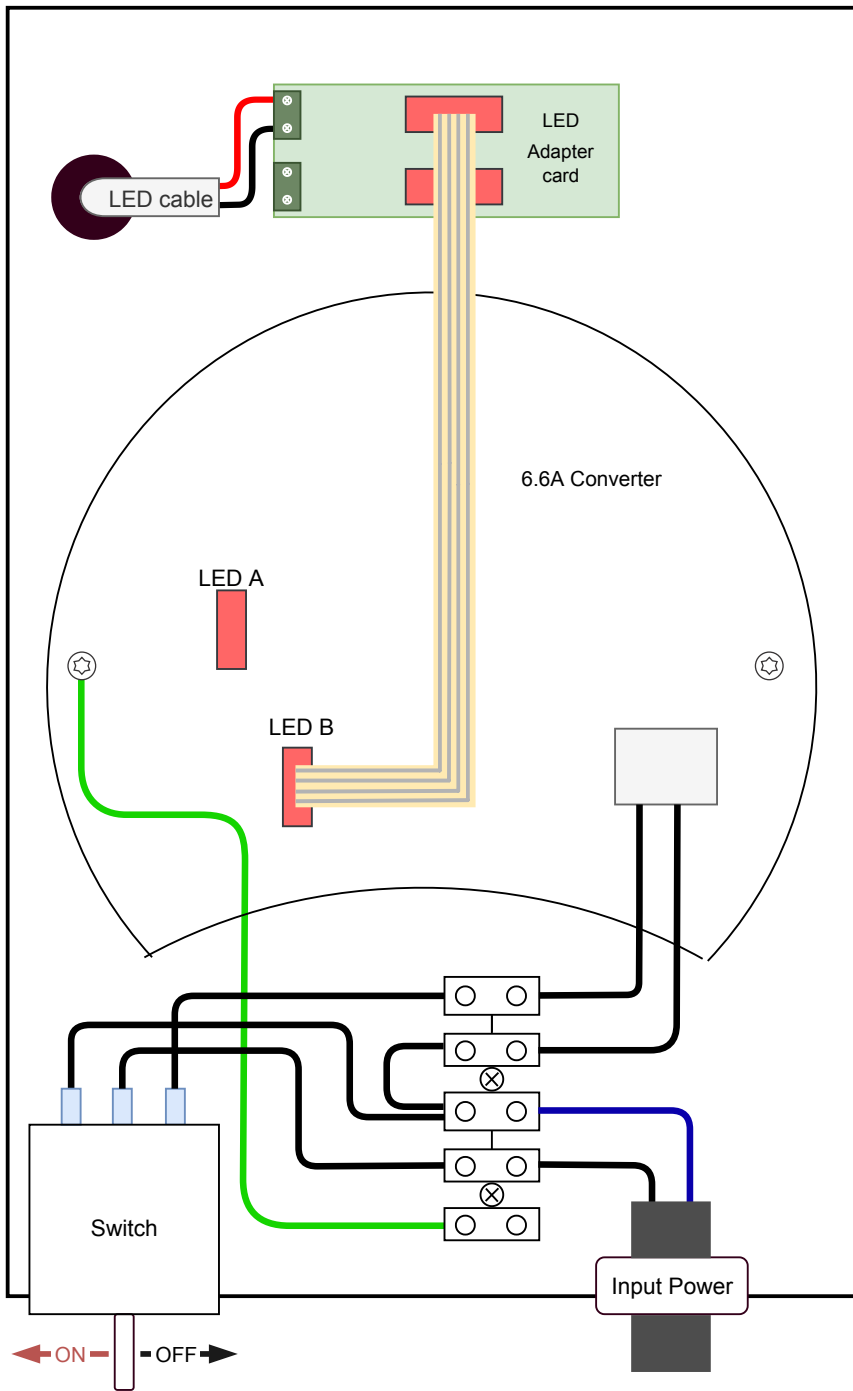 LED
Adapter
card
LED cable
6.6A Converter
LED A
LED B
Switch
Input Power
ON
OFF